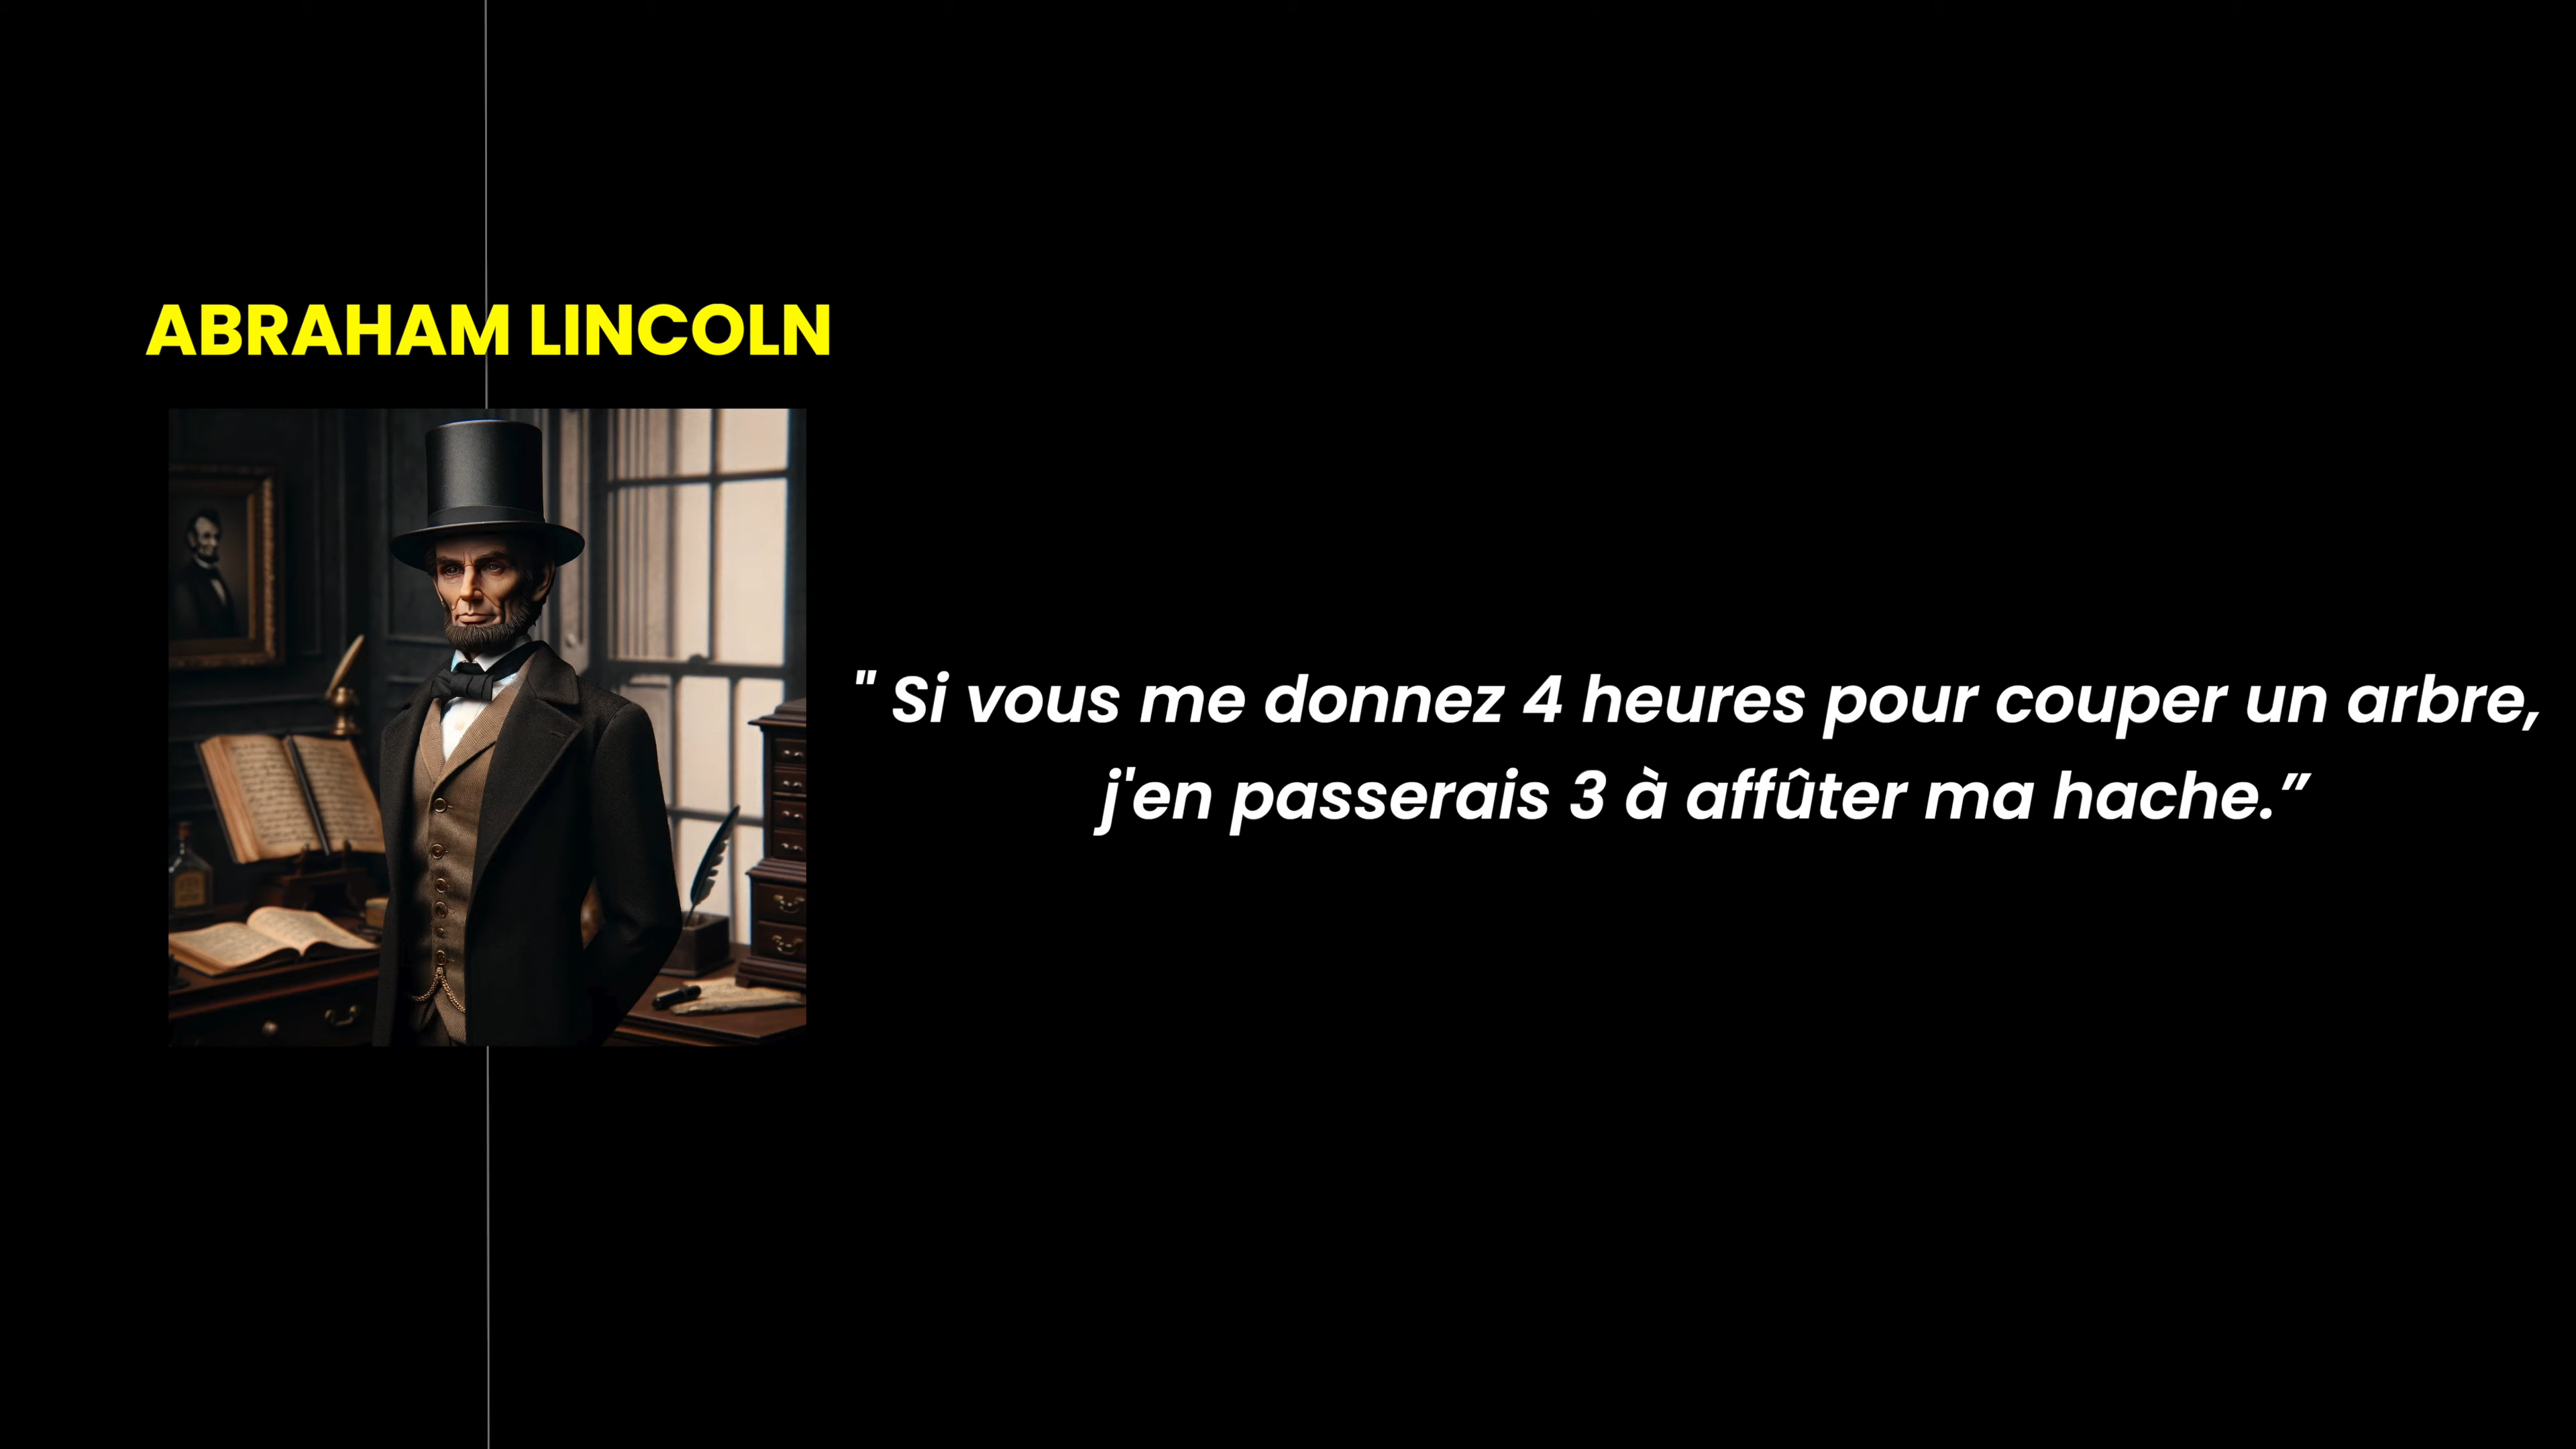 ABRAHAM LINCOLN
" Si vous me donnez 4 heures pour couper un arbre,
j'en passerais 3 à affûter ma hache.”